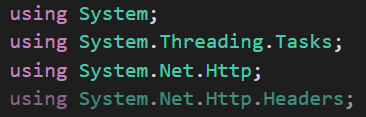 using System;
using System.Threading.Tasks;
using System.Net.Http;
using System.Net.Http.Headers;